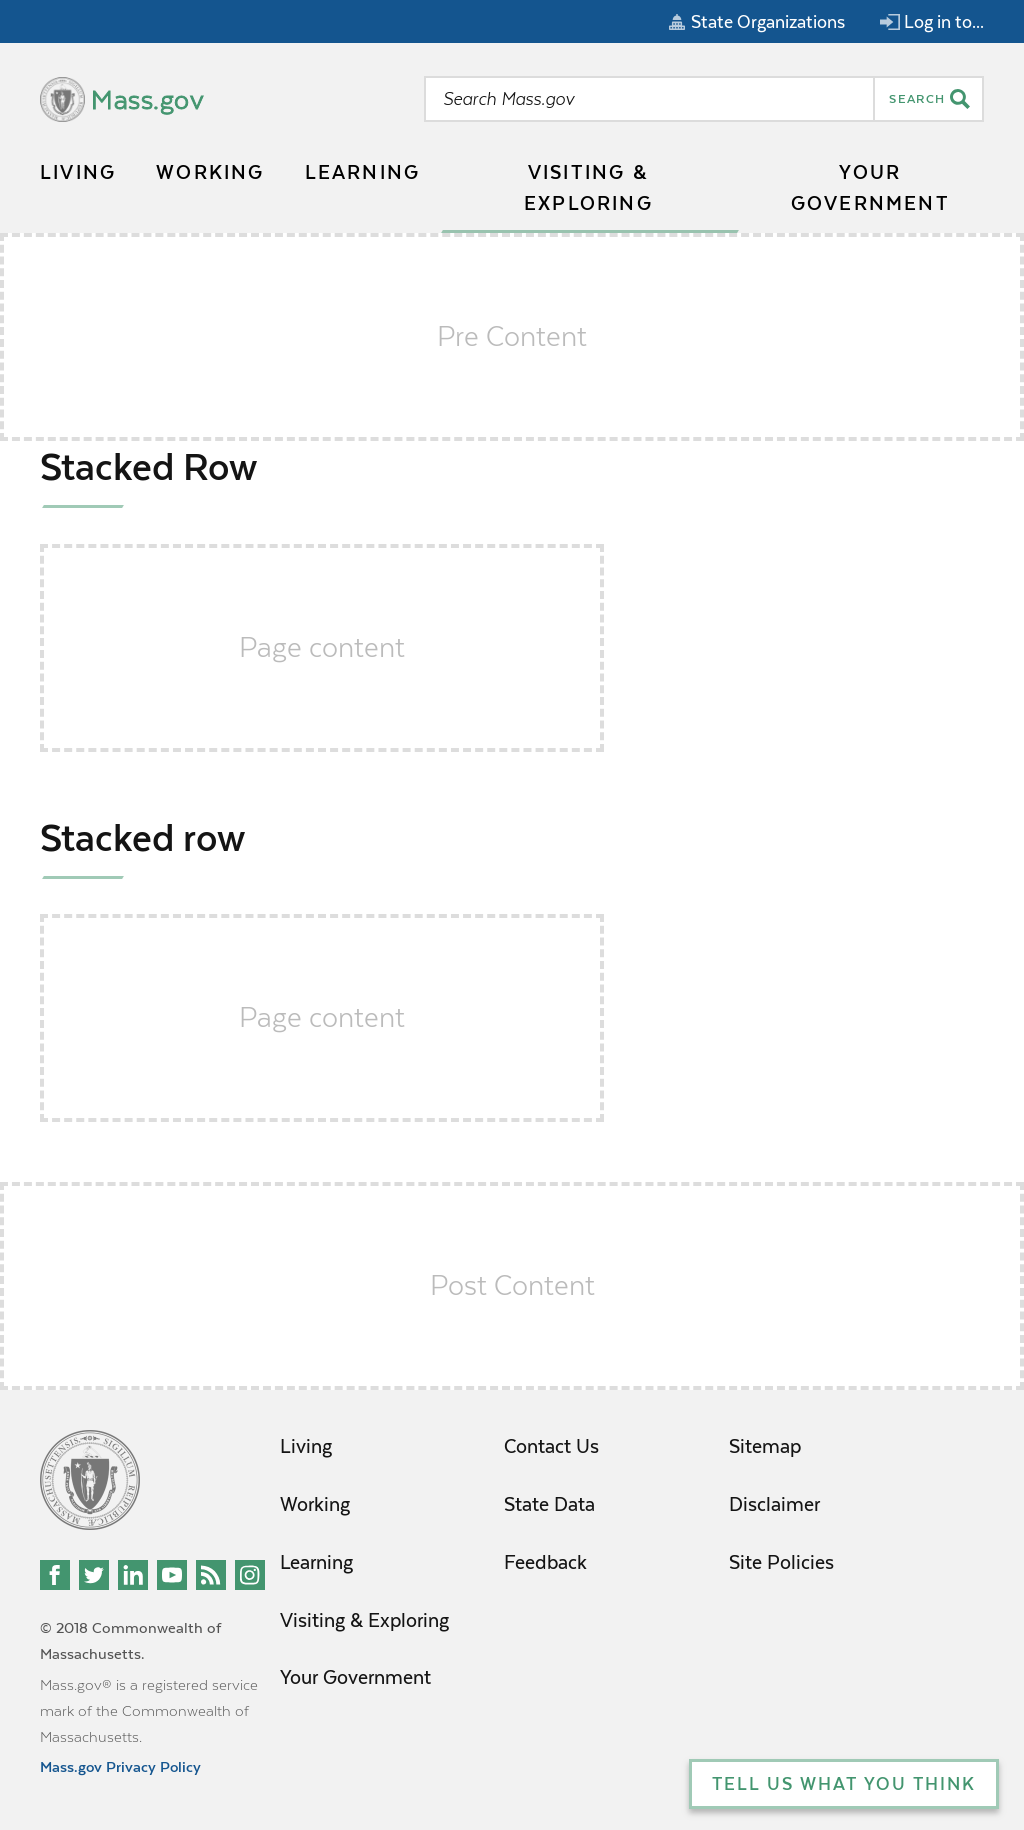 State Organizations
Log in to...
Mass.gov
Search Mass.gov
SEARCH
LIVING
WORKING
LEARNING
VISITING &
EXPLORING
YOUR
GOVERNMENT
Pre Content
Stacked Row
Page content
Stacked row
Page content
Post Content
Living
Working
Learning
Visiting & Exploring
Your Government
Contact Us
State Data
Feedback
Sitemap
Disclaimer
Site Policies
© 2018 Commonwealth of
Massachusetts.
Mass.gov® is a registered service
mark of the Commonwealth of
Massachusetts.
Mass.gov Privacy Policy
TELL US WHAT YOU THINK